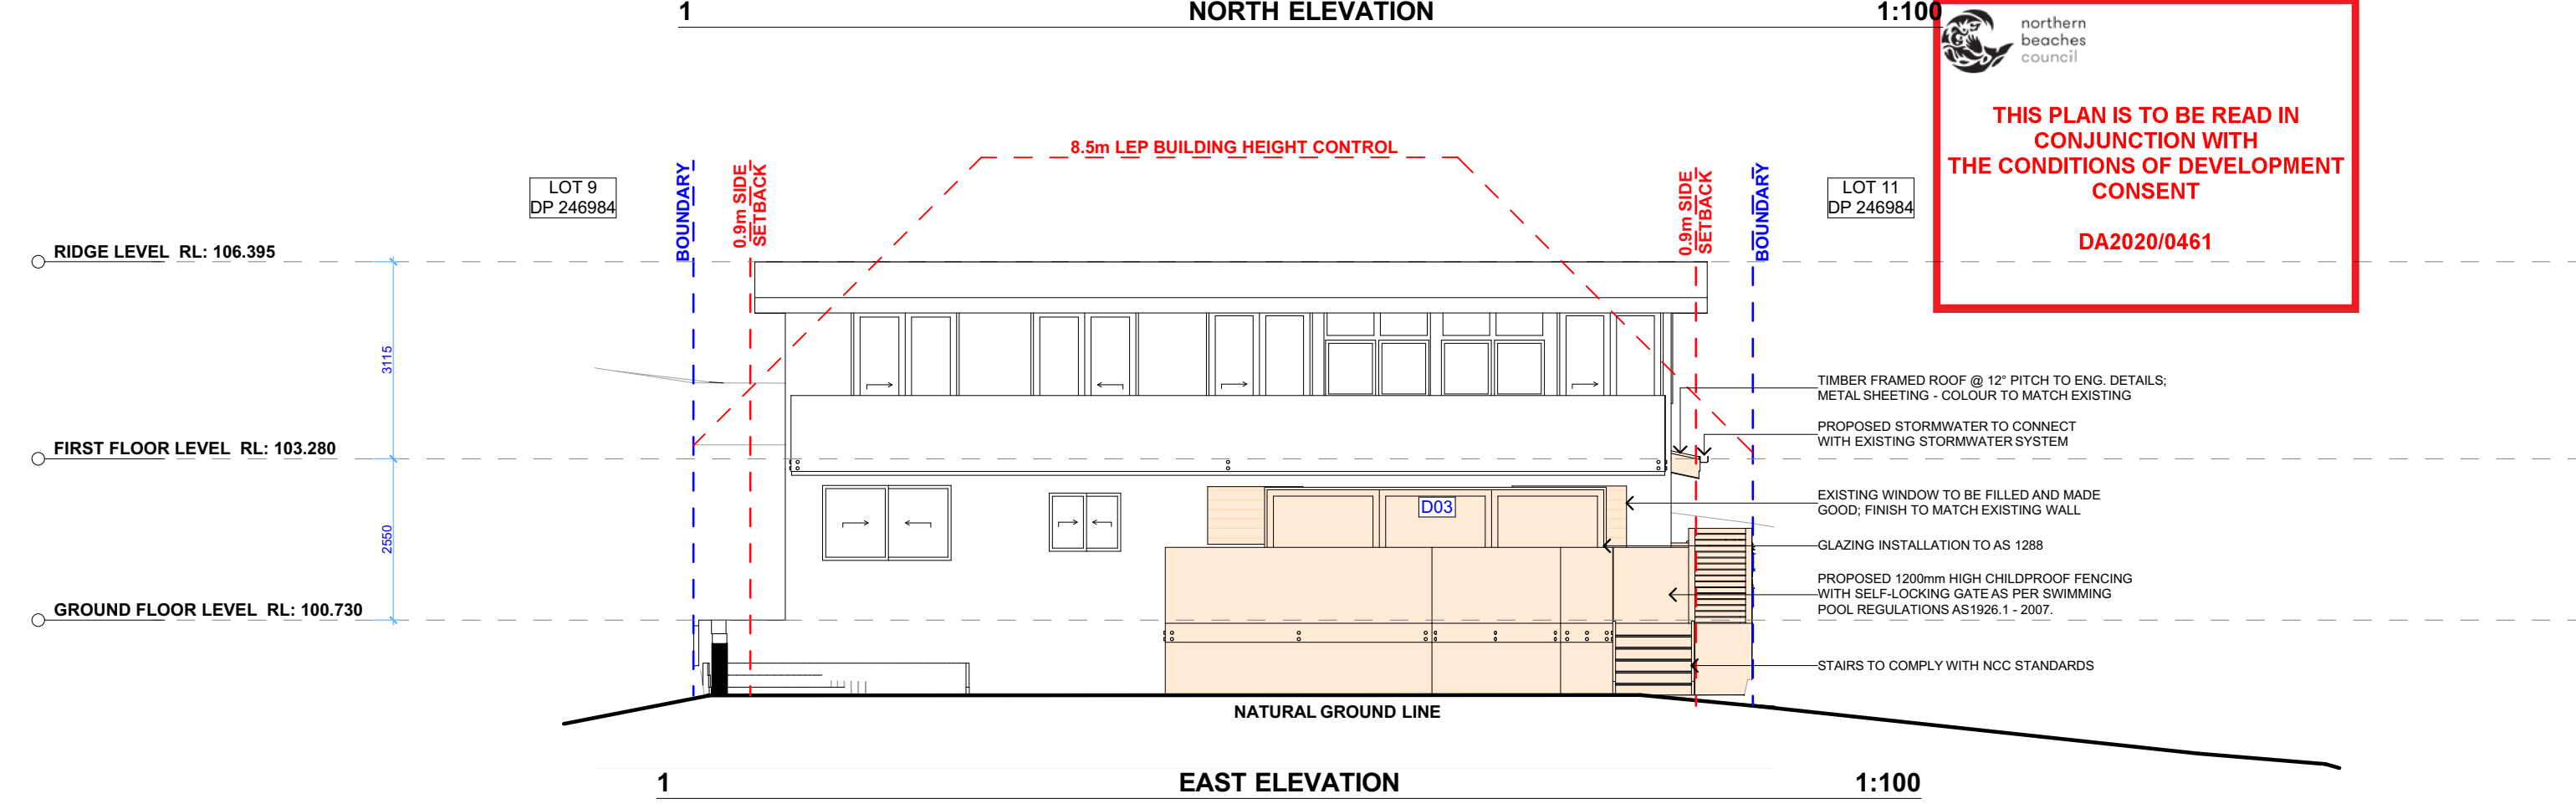 1 NORTH ELEVATION 1:100
northern
beaches
council
THIS PLAN IS TO BE READ IN
CONJUNCTION WITH
THE CONDITIONS OF DEVELOPMENT
CONSENT
DA2020/0461
8.5m LEP BUILDING HEIGHT CONTROL
LOT 9
DP 246984
BOUNDARY
0.9m SIDE
SETBACK
0.9m SIDE
SETBACK
BOUNDARY
LOT 11
DP 246984
RIDGE LEVEL RL: 106.395
3115
FIRST FLOOR LEVEL RL: 103.280
2550
GROUND FLOOR LEVEL RL: 100.730
D03
TIMBER FRAMED ROOF @ 12° PITCH TO ENG. DETAILS;
METAL SHEETING - COLOUR TO MATCH EXISTING
PROPOSED STORMWATER TO CONNECT
WITH EXISTING STORMWATER SYSTEM
EXISTING WINDOW TO BE FILLED AND MADE
GOOD; FINISH TO MATCH EXISTING WALL
GLAZING INSTALLATION TO AS 1288
PROPOSED 1200mm HIGH CHILDPROOF FENCING
WITH SELF-LOCKING GATE AS PER SWIMMING
POOL REGULATIONS AS1926.1 - 2007.
STAIRS TO COMPLY WITH NCC STANDARDS
NATURAL GROUND LINE
1 EAST ELEVATION 1:100